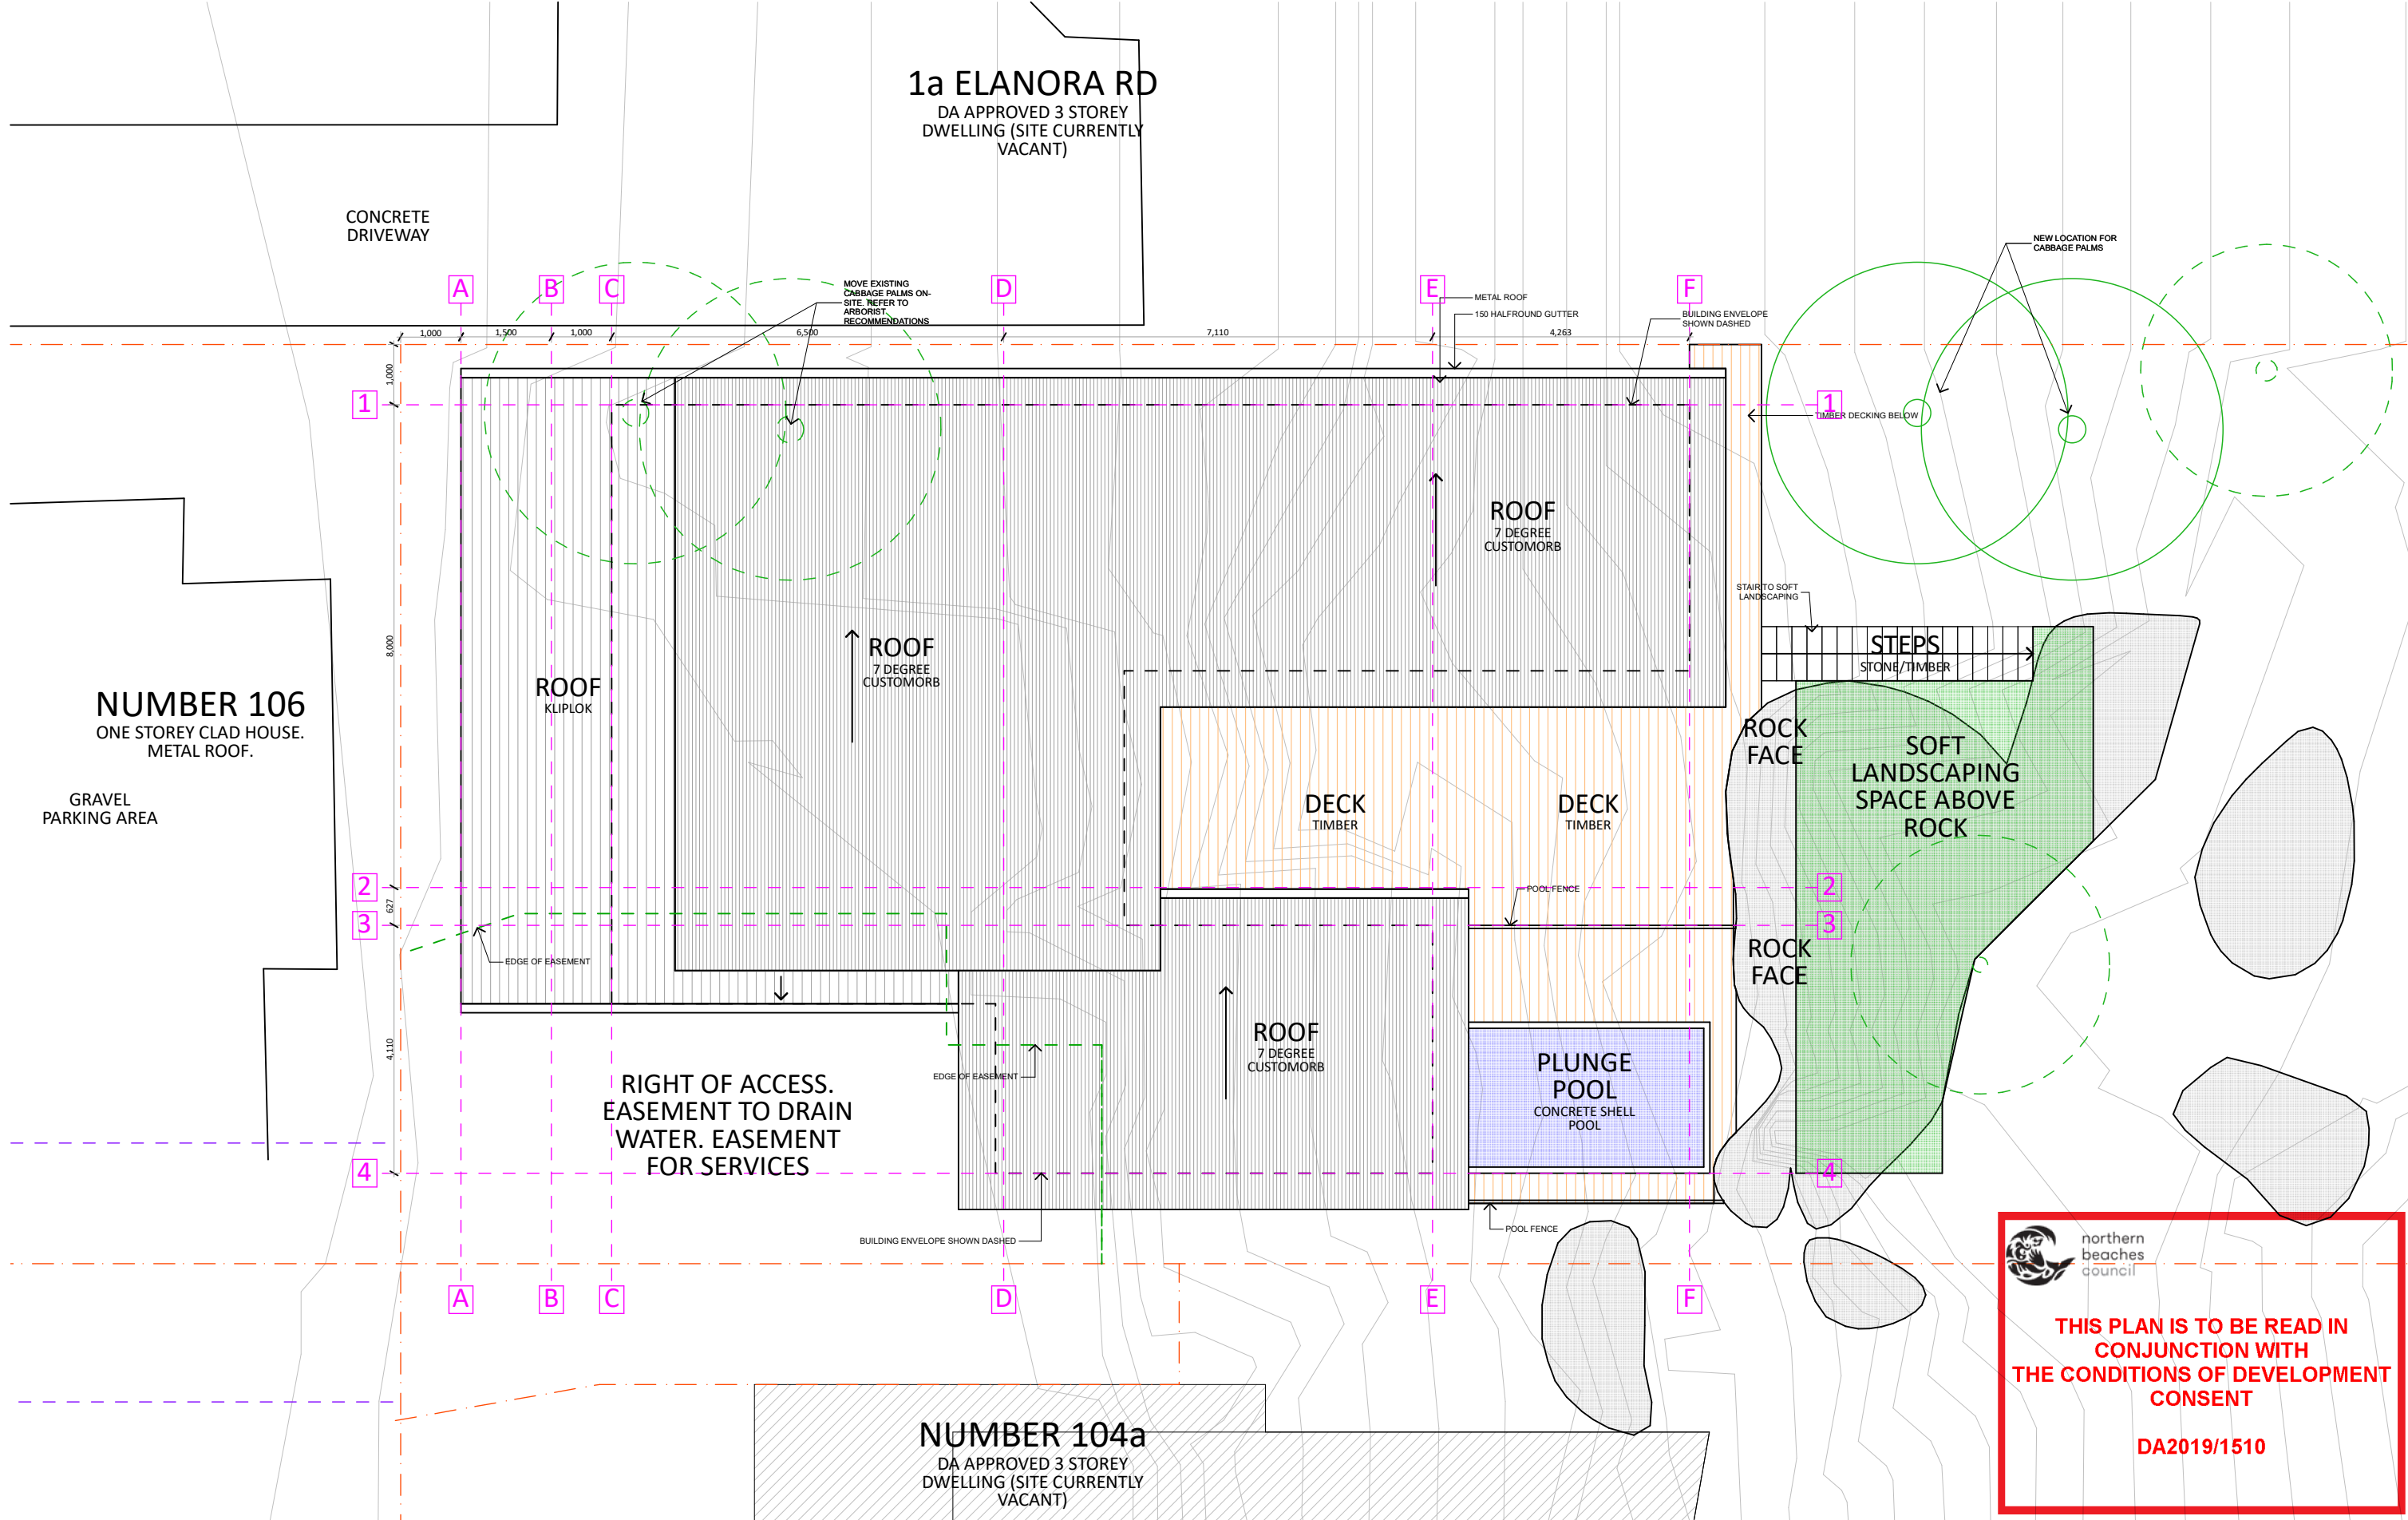 1a ELANORA RD
DA APPROVED 3 STOREY
DWELLING (SITE CURRENTLY
VACANT)
CONCRETE
DRIVEWAY
NEW LOCATION FOR
CABBAGE PALMS
A
B
C
D
E
F
MOVE EXISTING
CABBAGE PALMS ON-
SITE. REFER TO
ARBORIST
RECOMMENDATIONS
METAL ROOF
150 HALFROUND GUTTER
BUILDING ENVELOPE
SHOWN DASHED
1,000
1,500
1,000
6,500
7,110
4,263
1,000
1
1
TIMBER DECKING BELOW
ROOF
7 DEGREE
CUSTOMORB
STAIR TO SOFT
LANDSCAPING
8,000
ROOF
7 DEGREE
CUSTOMORB
STEPS
STONE/TIMBER
ROOF
KLIPLOK
NUMBER 106
ONE STOREY CLAD HOUSE.
METAL ROOF.
ROCK
FACE
SOFT
LANDSCAPING
SPACE ABOVE
ROCK
GRAVEL
PARKING AREA
DECK
TIMBER
DECK
TIMBER
2
POOL FENCE
2
627
3
3
EDGE OF EASEMENT
ROCK
FACE
4,110
ROOF
7 DEGREE
CUSTOMORB
PLUNGE
POOL
CONCRETE SHELL
POOL
EDGE OF EASEMENT
RIGHT OF ACCESS.
EASEMENT TO DRAIN
WATER. EASEMENT
FOR SERVICES
4
4
BUILDING ENVELOPE SHOWN DASHED
POOL FENCE
A
B
C
D
E
F
northern
beaches
council
THIS PLAN IS TO BE READ IN
CONJUNCTION WITH
THE CONDITIONS OF DEVELOPMENT
CONSENT
DA2019/1510
NUMBER 104a
DA APPROVED 3 STOREY
DWELLING (SITE CURRENTLY
VACANT)